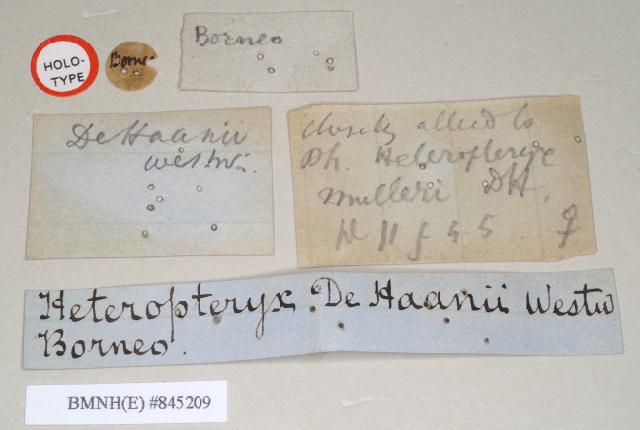 HOLO-
TYPE
Borneo
Borneo
De Haanii
westw.
closely allied to
Ph. Heteropteryx
mulleri DH.
pl 11 f 4 5 ♀
Heteropteryx De Haanii Westw
Borneo.
BMNH(E) #845209